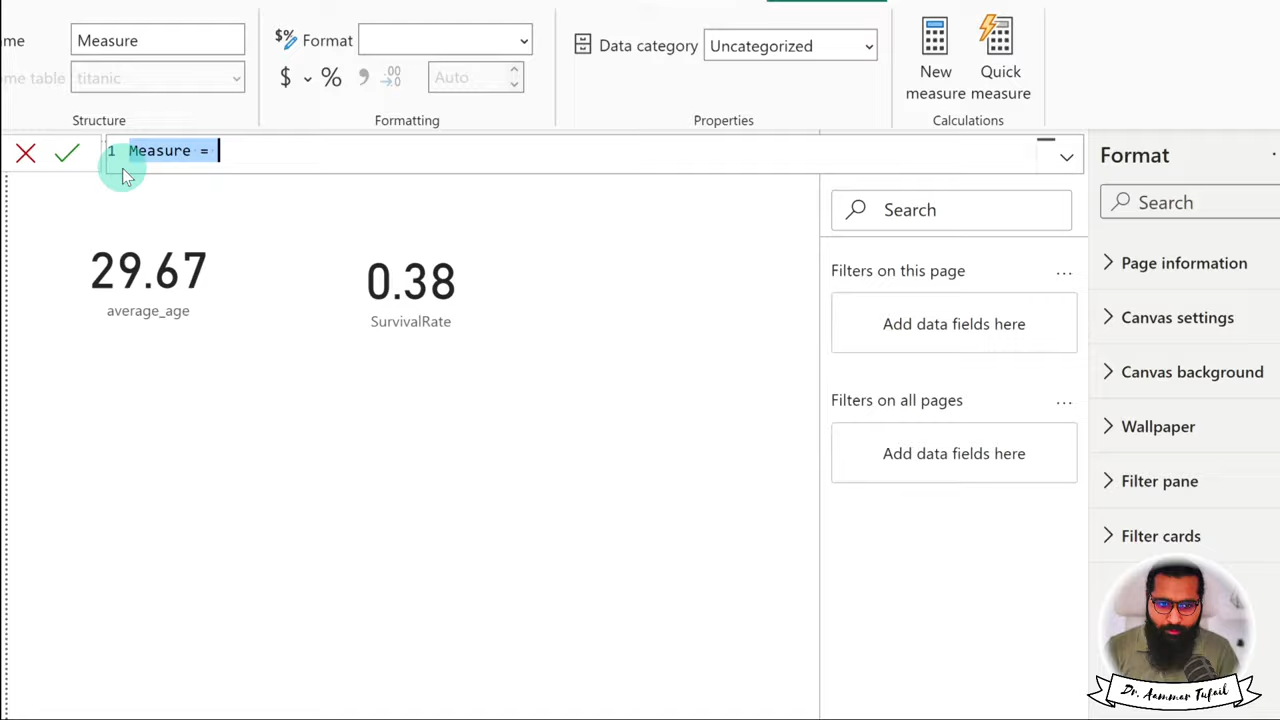 me
Measure
Format
Data category
Uncategorized
me table
titanic
$
%
Auto
New measure
Quick measure
Structure
Formatting
Properties
Calculations
1 Measure =
Format
...
Search
Search
29.67
average_age
0.38
SurvivalRate
Filters on this page
...
Add data fields here
Filters on all pages
...
Add data fields here
Page information
Canvas settings
Canvas background
Wallpaper
Filter pane
Filter cards
Dr. Aammar Tufail